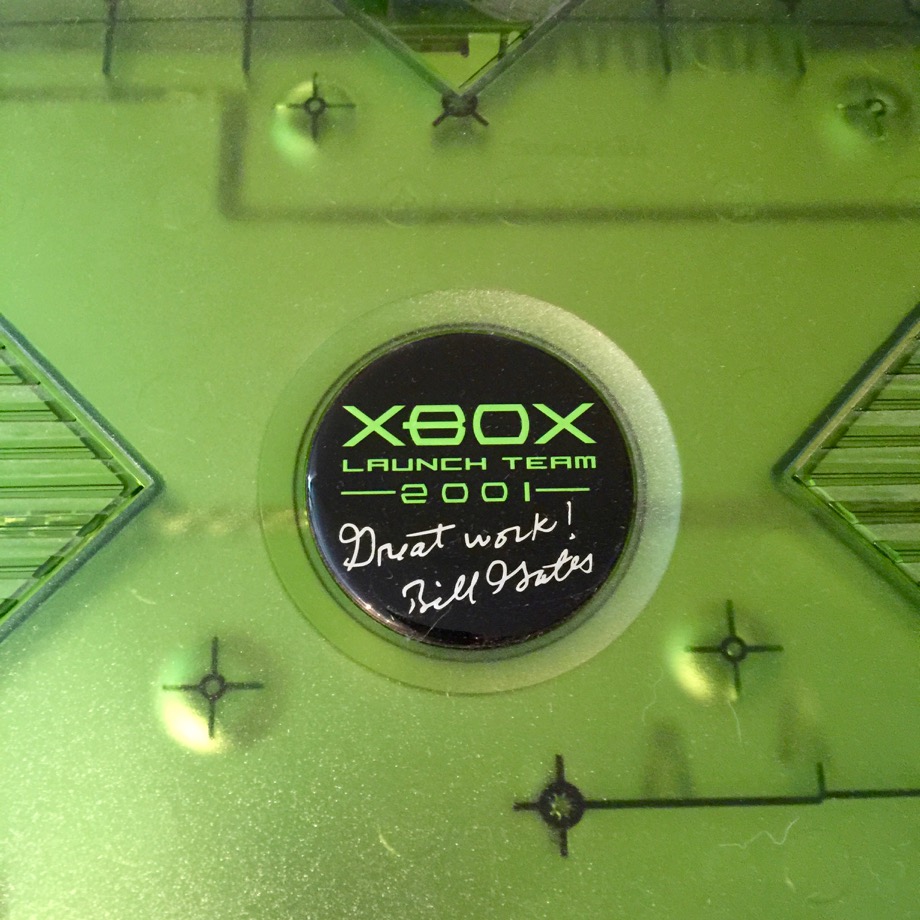 XBOX
LAUNCH TEAM
2001
Great work!
Bill Gates